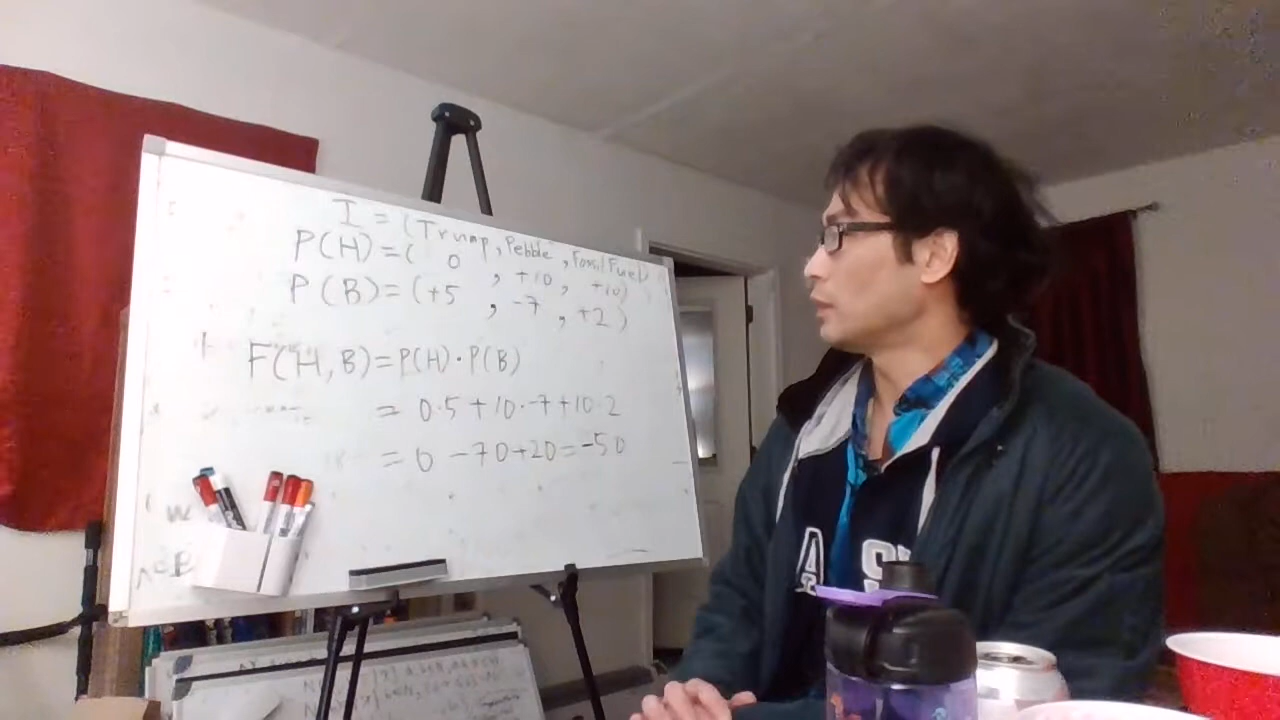 I = (Trump, Pebble, Fossil Fuel)
P(H)=( 0 , +10, +10)
P(B)=(+5 , -7 , +2)
F(H,B)=P(H)·P(B)
= 0·5+10·-7+10·2
= 0 -70+20=-50